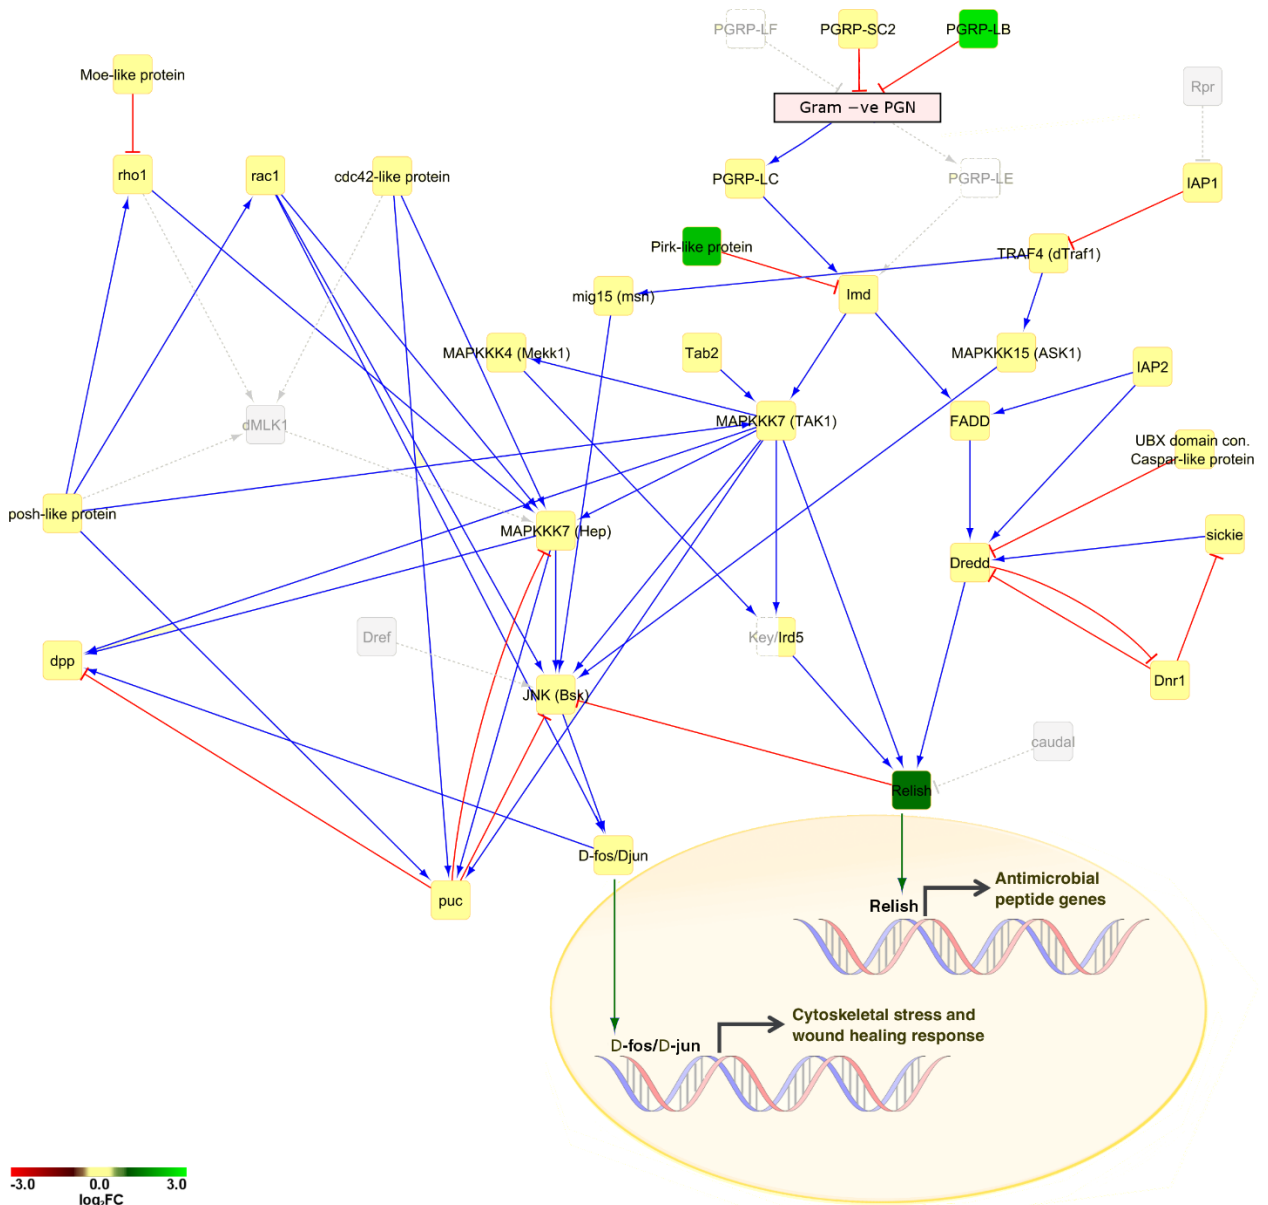 PGRP-LF
PGRP-SC2
PGRP-LB
Moe-like protein
Rpr
Gram −ve PGN
rho1
rac1
cdc42-like protein
PGRP-LC
PGRP-LE
IAP1
Pirk-like protein
TRAF4 (dTraf1)
mig15 (msn)
Imd
MAPKKK4 (Mekk1)
Tab2
MAPKKK15 (ASK1)
IAP2
dMLK1
MAPKKK7 (TAK1)
FADD
UBX domain con.
Caspar-like protein
posh-like protein
MAPKKK7 (Hep)
sickie
Dredd
Dref
Key/Ird5
dpp
Dnr1
JNK (Bsk)
caudal
Relish
D-fos/Djun
puc
Antimicrobial
peptide genes
Relish
Cytoskeletal stress and
wound healing response
D-fos/D-jun
-3.0 0.0 3.0
log₂FC